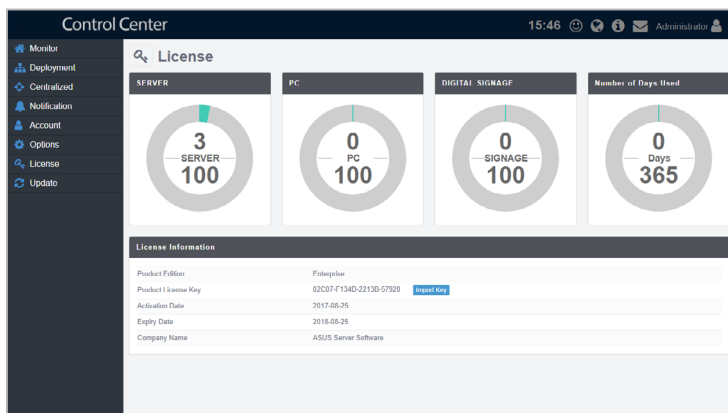 Control Center
15:46 Administrator
Monitor
Deployment
Centralized
Notification
Account
Options
License
Update
License
SERVER
3
SERVER
100
PC
0
PC
100
DIGITAL SIGNAGE
0
SIGNAGE
100
Number of Days Used
0
Days
365
License Information
Product Edition Enterprise
Product License Key 02C07-F134D-2213B-57920 Import Key
Activation Date 2017-08-25
Expiry Date 2018-08-25
Company Name ASUS Server Software